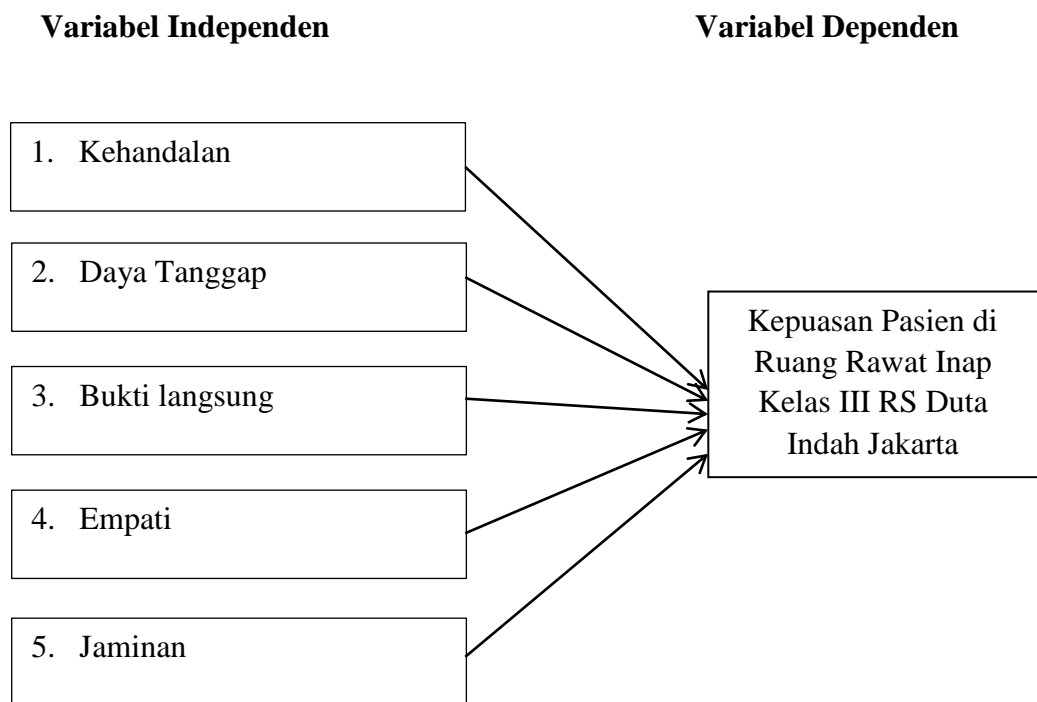 Variabel Independen
Variabel Dependen
1. Kehandalan
2. Daya Tanggap
3. Bukti langsung
4. Empati
5. Jaminan
Kepuasan Pasien di
Ruang Rawat Inap
Kelas III RS Duta
Indah Jakarta